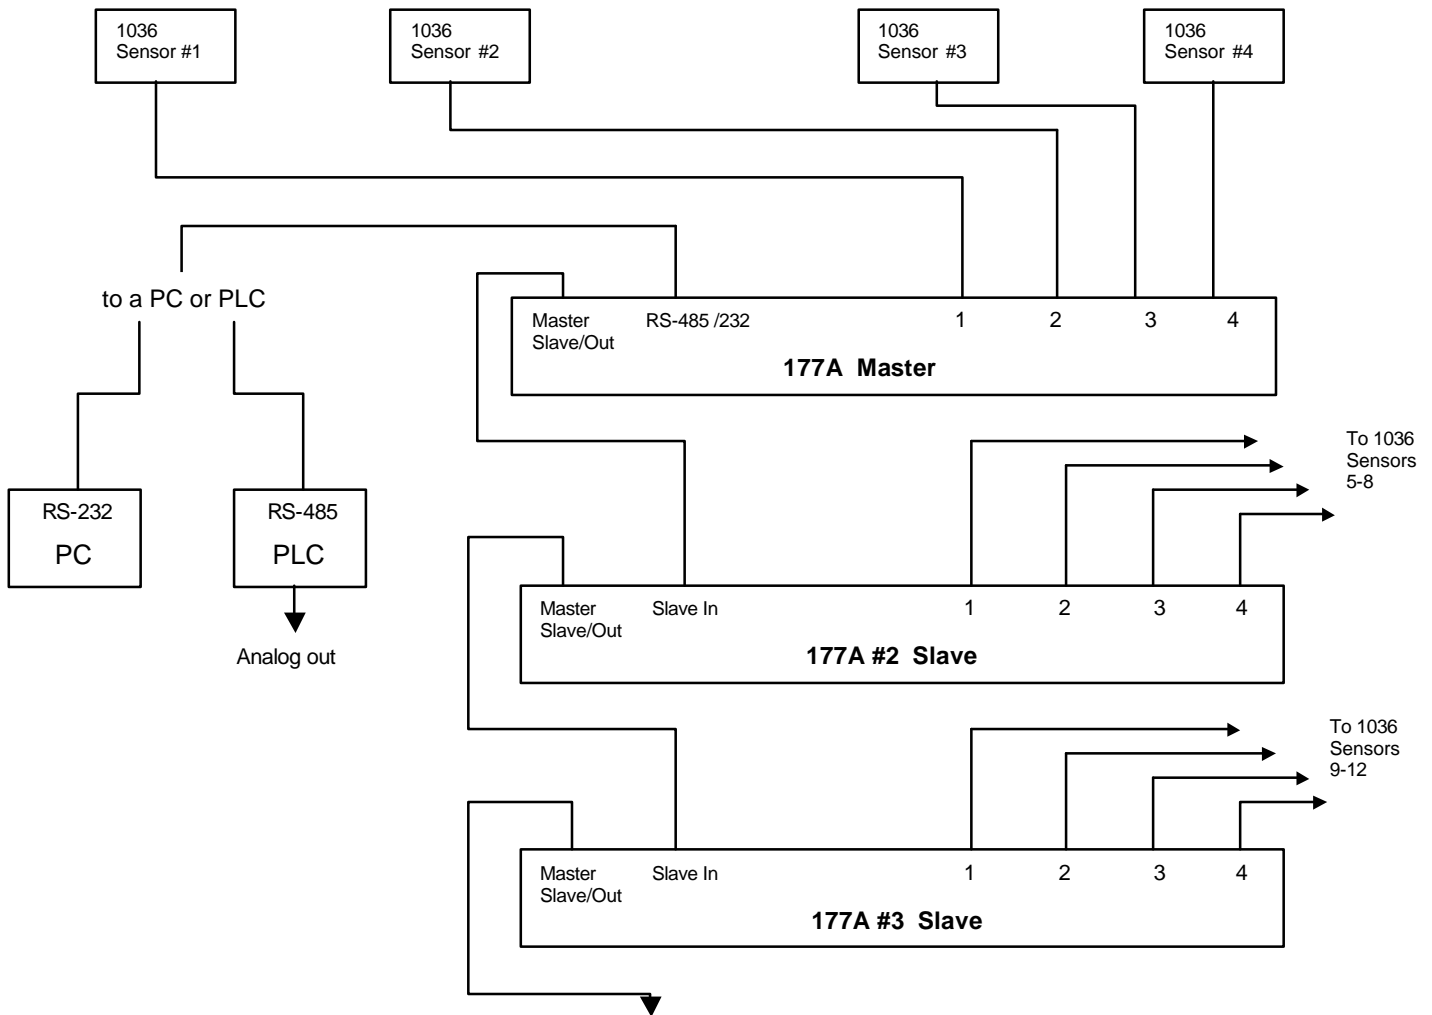 1036
Sensor #1
1036
Sensor #2
1036
Sensor #3
1036
Sensor #4
to a PC or PLC
Master
Slave/Out
RS-485 /232
1
2
3
4
177A Master
To 1036
Sensors
5-8
RS-232
PC
RS-485
PLC
Analog out
Master
Slave/Out
Slave In
1
2
3
4
177A #2 Slave
To 1036
Sensors
9-12
Master
Slave/Out
Slave In
1
2
3
4
177A #3 Slave